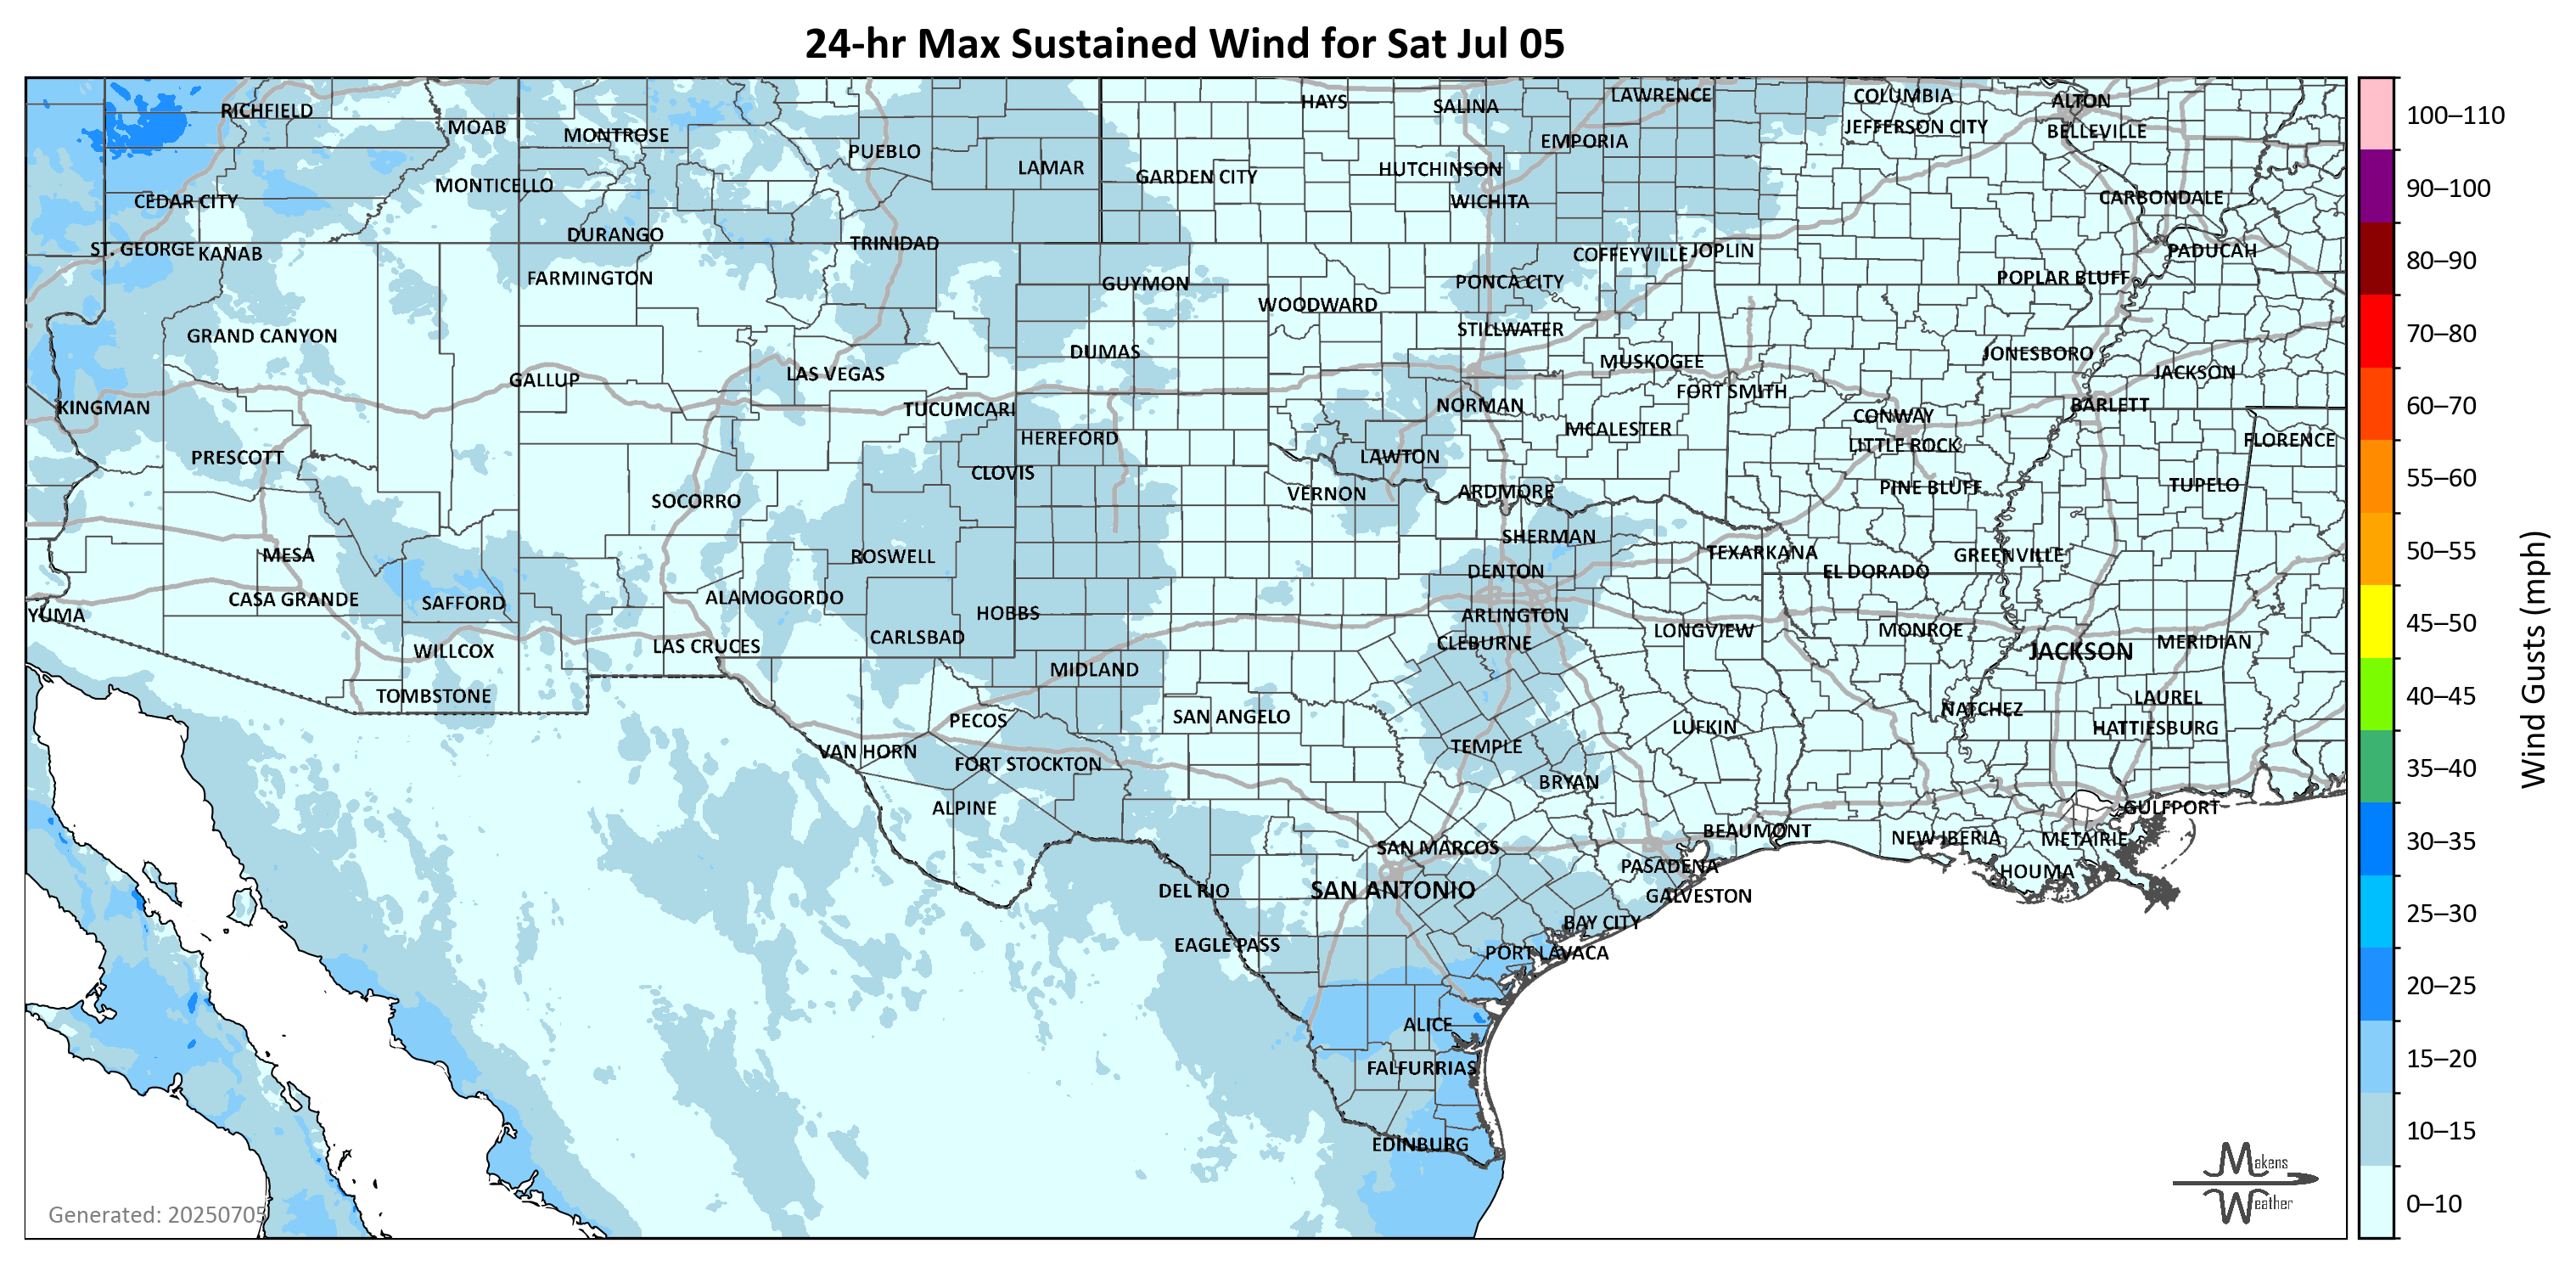 24-hr Max Sustained Wind for Sat Jul 05
RICHFIELD
MOAB
MONTROSE
PUEBLO
LAMAR
HAYS
SALINA
LAWRENCE
COLUMBIA
ALTON
EMPORIA
JEFFERSON CITY
BELLEVILLE
CEDAR CITY
MONTICELLO
GARDEN CITY
HUTCHINSON
WICHITA
CARBONDALE
ST. GEORGE
KANAB
DURANGO
TRINIDAD
COFFEYVILLE
JOPLIN
PADUCAH
FARMINGTON
GUYMON
PONCA CITY
POPLAR BLUFF
WOODWARD
GRAND CANYON
STILLWATER
DUMAS
MUSKOGEE
JONESBORO
GALLUP
LAS VEGAS
FORT SMITH
JACKSON
KINGMAN
TUCUMCARI
NORMAN
CONWAY
BARLETT
HEREFORD
MCALESTER
LITTLE ROCK
FLORENCE
PRESCOTT
CLOVIS
LAWTON
SOCORRO
VERNON
ARDMORE
PINE BLUFF
TUPELO
MESA
ROSWELL
SHERMAN
TEXARKANA
GREENVILLE
CASA GRANDE
SAFFORD
ALAMOGORDO
DENTON
EL DORADO
YUMA
HOBBS
ARLINGTON
WILLCOX
LAS CRUCES
CARLSBAD
CLEBURNE
LONGVIEW
MONROE
JACKSON
MERIDIAN
TOMBSTONE
MIDLAND
LAUREL
PECOS
SAN ANGELO
NATCHEZ
VAN HORN
FORT STOCKTON
TEMPLE
LUFKIN
HATTIESBURG
ALPINE
BRYAN
GULFPORT
SAN MARCOS
BEAUMONT
NEW IBERIA
METAIRIE
DEL RIO
SAN ANTONIO
PASADENA
HOUMA
GALVESTON
EAGLE PASS
BAY CITY
PORT LAVACA
ALICE
FALFURRIAS
EDINBURG
Generated: 20250705
Makens
Weather
100–110
90–100
80–90
70–80
60–70
55–60
50–55
45–50
40–45
35–40
30–35
25–30
20–25
15–20
10–15
0–10
Wind Gusts (mph)